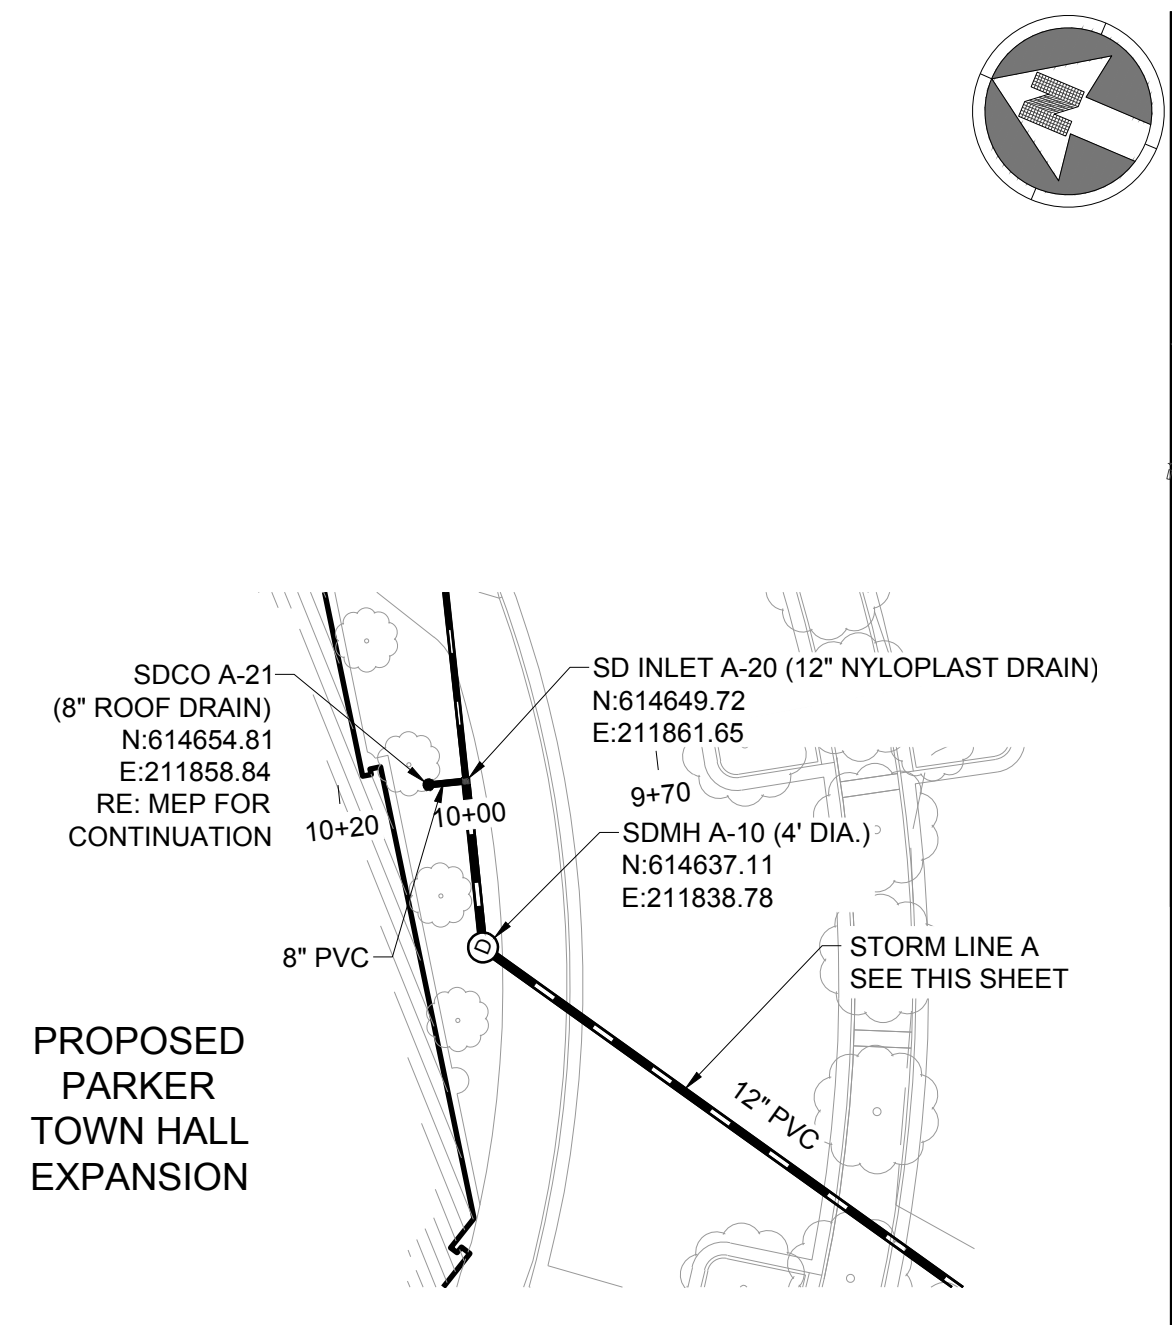 N
SDCO A-21
(8" ROOF DRAIN)
N:614654.81
E:211858.84
RE: MEP FOR
CONTINUATION
SD INLET A-20 (12" NYLOPLAST DRAIN)
N:614649.72
E:211861.65
10+20
10+00
9+70
SDMH A-10 (4' DIA.)
N:614637.11
E:211838.78
8" PVC
D
STORM LINE A
SEE THIS SHEET
12" PVC
PROPOSED
PARKER
TOWN HALL
EXPANSION